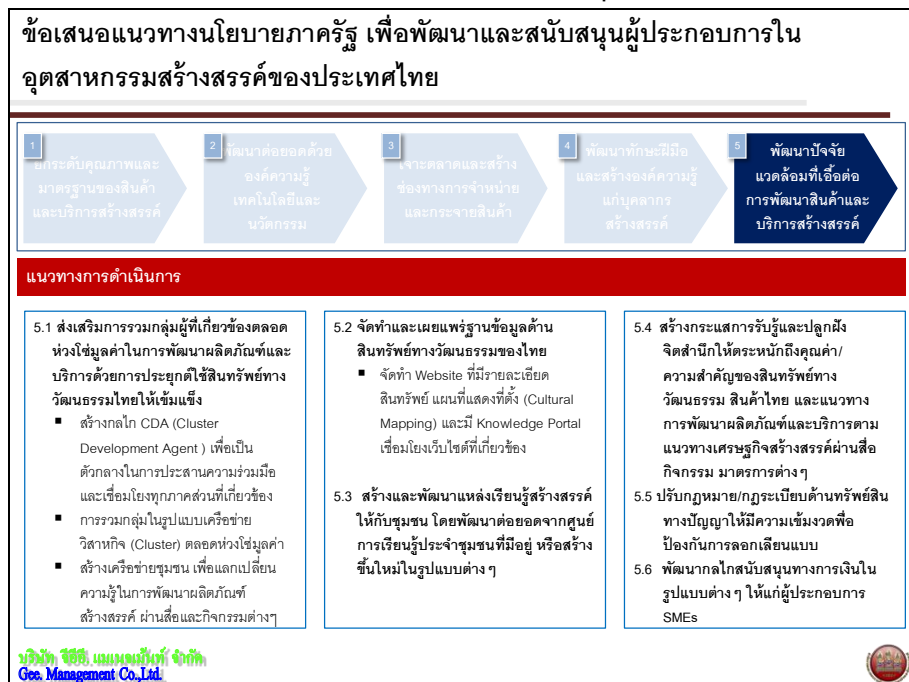 ข้อเสนอแนวทางนโยบายภาครัฐ เพื่อพัฒนาและสนับสนุนผู้ประกอบการใน
อุตสาหกรรมสร้างสรรค์ของประเทศไทย
1
ยกระดับคุณภาพและ
มาตรฐานของสินค้า
และบริการสร้างสรรค์
2
พัฒนาต่อยอดด้วย
องค์ความรู้
เทคโนโลยีและ
นวัตกรรม
3
เจาะตลาดและสร้าง
ช่องทางการจำหน่าย
และกระจายสินค้า
4
พัฒนาทักษะฝีมือ
และสร้างองค์ความรู้
แก่บุคลากร
สร้างสรรค์
5
พัฒนาปัจจัย
แวดล้อมที่เอื้อต่อ
การพัฒนาสินค้าและ
บริการสร้างสรรค์
แนวทางการดำเนินการ
5.1 ส่งเสริมการรวมกลุ่มผู้ที่เกี่ยวข้องตลอด
ห่วงโซ่มูลค่าในการพัฒนาผลิตภัณฑ์และ
บริการด้วยการประยุกต์ใช้สินทรัพย์ทาง
วัฒนธรรมไทยให้เข้มแข็ง
▪ สร้างกลไก CDA (Cluster
Development Agent ) เพื่อเป็น
ตัวกลางในการประสานความร่วมมือ
และเชื่อมโยงทุกภาคส่วนที่เกี่ยวข้อง
▪ การรวมกลุ่มในรูปแบบเครือข่าย
วิสาหกิจ (Cluster) ตลอดห่วงโซ่มูลค่า
▪ สร้างเครือข่ายชุมชน เพื่อแลกเปลี่ยน
ความรู้ในการพัฒนาผลิตภัณฑ์
สร้างสรรค์ ผ่านสื่อและกิจกรรมต่างๆ
5.2 จัดทำและเผยแพร่ฐานข้อมูลด้าน
สินทรัพย์ทางวัฒนธรรมของไทย
▪ จัดทำ Website ที่มีรายละเอียด
สินทรัพย์ แผนที่แสดงที่ตั้ง (Cultural
Mapping) และมี Knowledge Portal
เชื่อมโยงเว็บไซต์ที่เกี่ยวข้อง
5.3 สร้างและพัฒนาแหล่งเรียนรู้สร้างสรรค์
ให้กับชุมชน โดยพัฒนาต่อยอดจากศูนย์
การเรียนรู้ประจำชุมชนที่มีอยู่ หรือสร้าง
ขึ้นใหม่ในรูปแบบต่าง ๆ
5.4 สร้างกระแสการรับรู้และปลูกฝัง
จิตสำนึกให้ตระหนักถึงคุณค่า/
ความสำคัญของสินทรัพย์ทาง
วัฒนธรรม สินค้าไทย และแนวทาง
การพัฒนาผลิตภัณฑ์และบริการตาม
แนวทางเศรษฐกิจสร้างสรรค์ผ่านสื่อ
กิจกรรม มาตรการต่าง ๆ
5.5 ปรับกฎหมาย/กฎระเบียบด้านทรัพย์สิน
ทางปัญญาให้มีความเข้มงวดพื่อ
ป้องกันการลอกเลียนแบบ
5.6 พัฒนากลไกสนับสนุนทางการเงินใน
รูปแบบต่าง ๆ ให้แก่ผู้ประกอบการ
SMEs
บริษัท จีอีอี. แมเนจเม้นท์ จำกัด
Gee. Management Co.,Ltd.